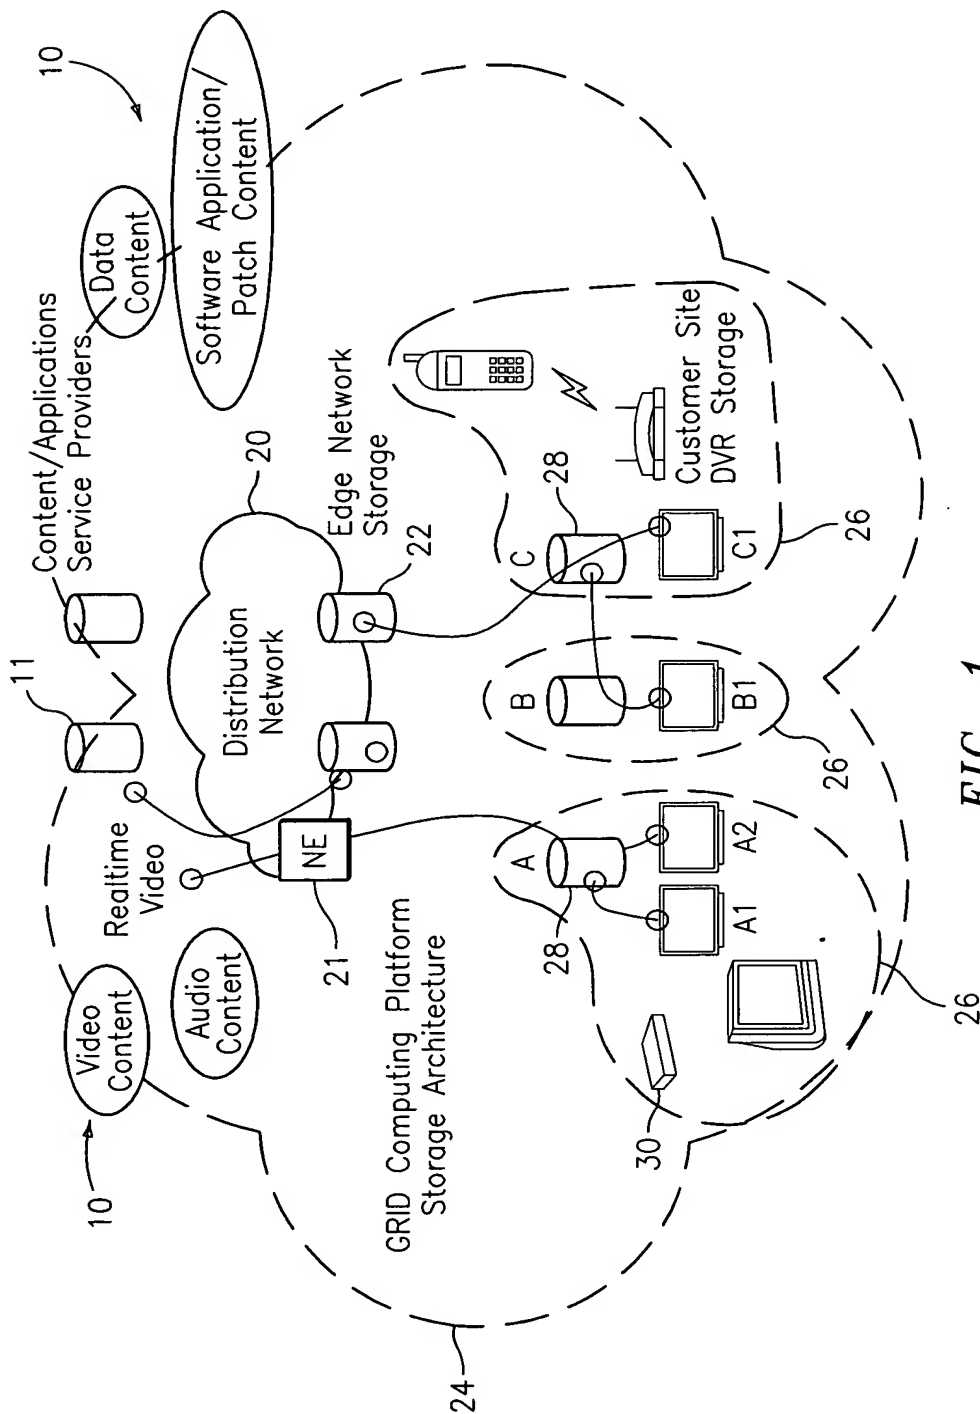 10
Video
Content
Audio
Content
Realtime
Video
11
Content/Applications
Service Providers
Data
Content
10
Software Application/
Patch Content
GRID Computing Platform
Storage Architecture
21
NE
Distribution
Network
20
Edge Network
Storage
22
24
30
28
A
A1
A2
26
B
B1
26
C
28
C1
26
Customer Site
DVR Storage
FIG. 1